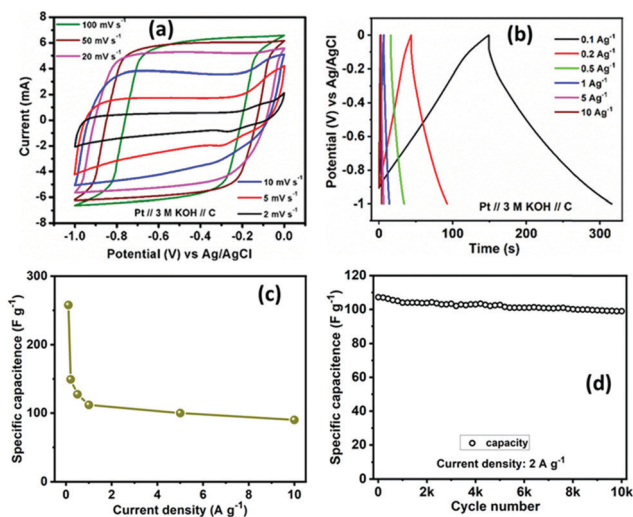 (a)
100 mV s⁻¹
50 mV s⁻¹
20 mV s⁻¹
10 mV s⁻¹
5 mV s⁻¹
2 mV s⁻¹
Pt // 3 M KOH // C
8
6
4
2
0
-2
-4
-6
-8
Current (mA)
-1.0 -0.8 -0.6 -0.4 -0.2 0.0
Potential (V) vs Ag/AgCl
(b)
0.1 Ag⁻¹
0.2 Ag⁻¹
0.5 Ag⁻¹
1 Ag⁻¹
5 Ag⁻¹
10 Ag⁻¹
Pt // 3 M KOH // C
0
-0.2
-0.4
-0.6
-0.8
-1
Potential (V) vs Ag/AgCl
0 100 200 300
Time (s)
(c)
300
250
200
150
100
50
0
Specific capacitence (F g⁻¹)
0 2 4 6 8 10
Current density (A g⁻¹)
(d)
capacity
Current density: 2 A g⁻¹
120
100
80
60
40
20
0
Specific capacitence (F g⁻¹)
0 2k 4k 6k 8k 10k
Cycle number